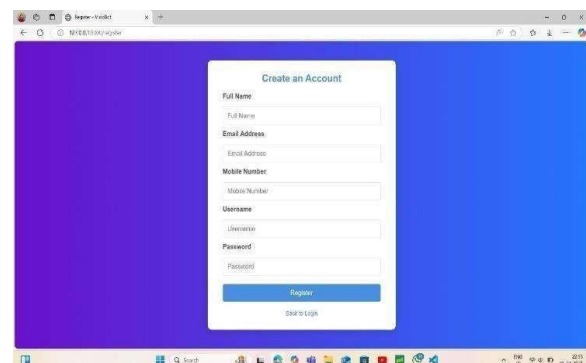 Create an Account
Full Name
Full Name
Email Address
Email Address
Mobile Number
Mobile Number
Username
Username
Password
Password
Register
Back to Login
Search